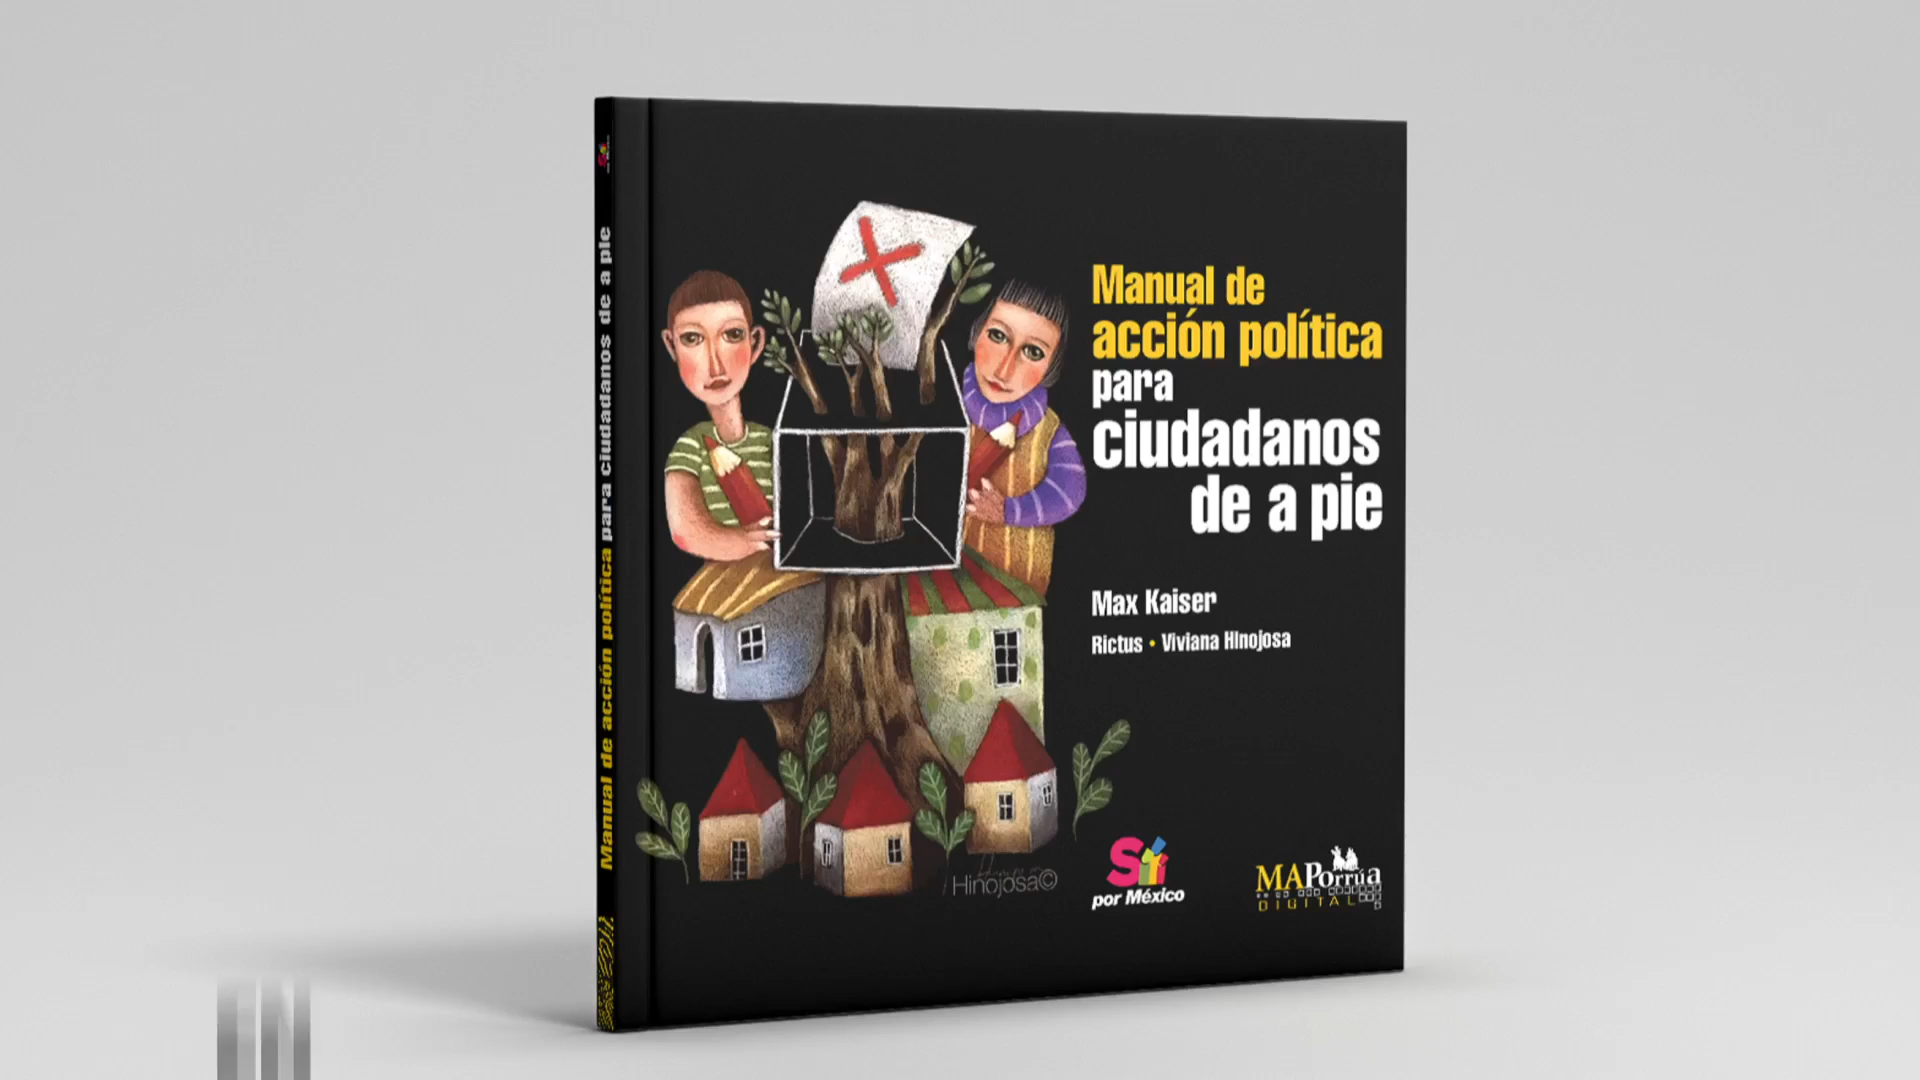 Manual de acción política para ciudadanos de a pie
Manual de
acción política
para
ciudadanos
de a pie
Max Kaiser
Rictus • Viviana Hinojosa
Hinojosa©
Sí
por México
MAPorrúa
DIGITAL